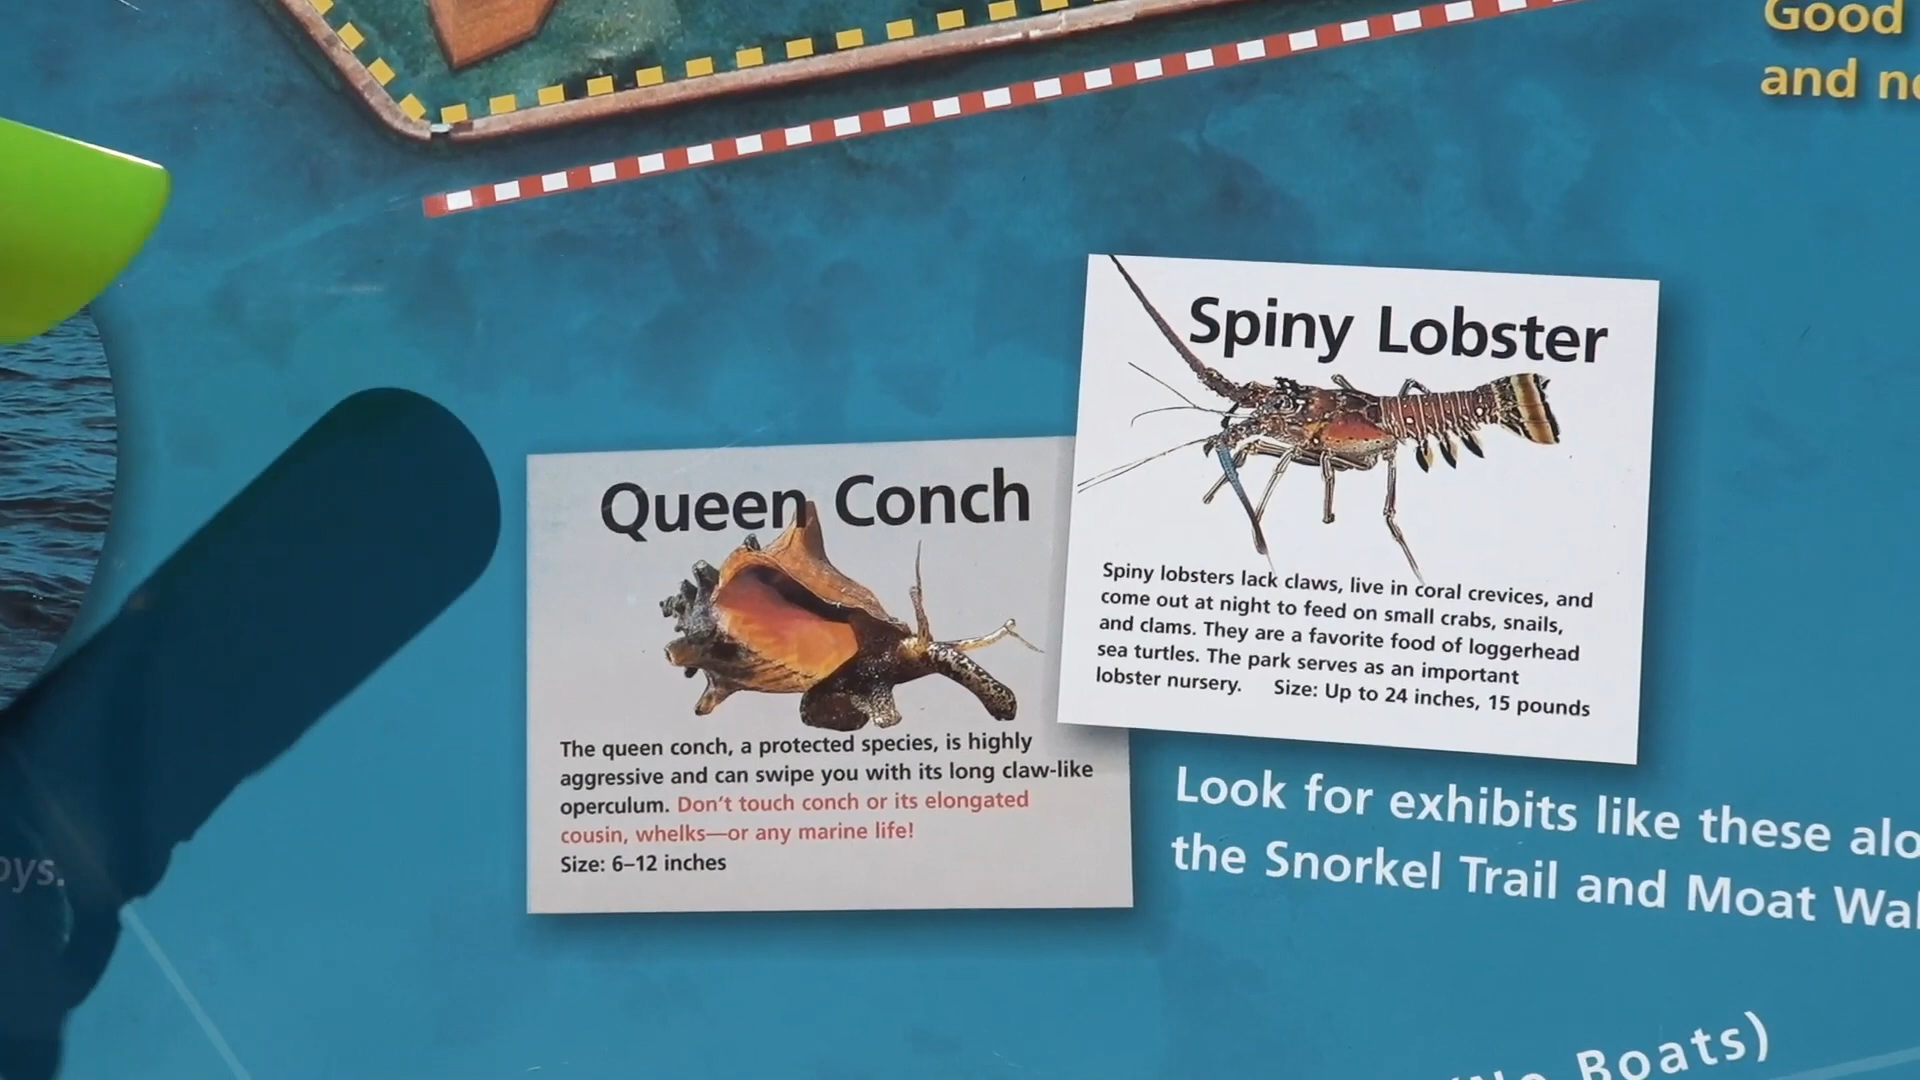 Good
and
Spiny Lobster
Spiny lobsters lack claws, live in coral crevices, and
come out at night to feed on small crabs, snails,
and clams. They are a favorite food of loggerhead
sea turtles. The park serves as an important
lobster nursery. Size: Up to 24 inches, 15 pounds
Queen Conch
The queen conch, a protected species, is highly
aggressive and can swipe you with its long claw-like
operculum. Don't touch conch or its elongated
cousin, whelks—or any marine life!
Size: 6–12 inches
Look for exhibits like these
the Snorkel Trail and Moat
Boats)